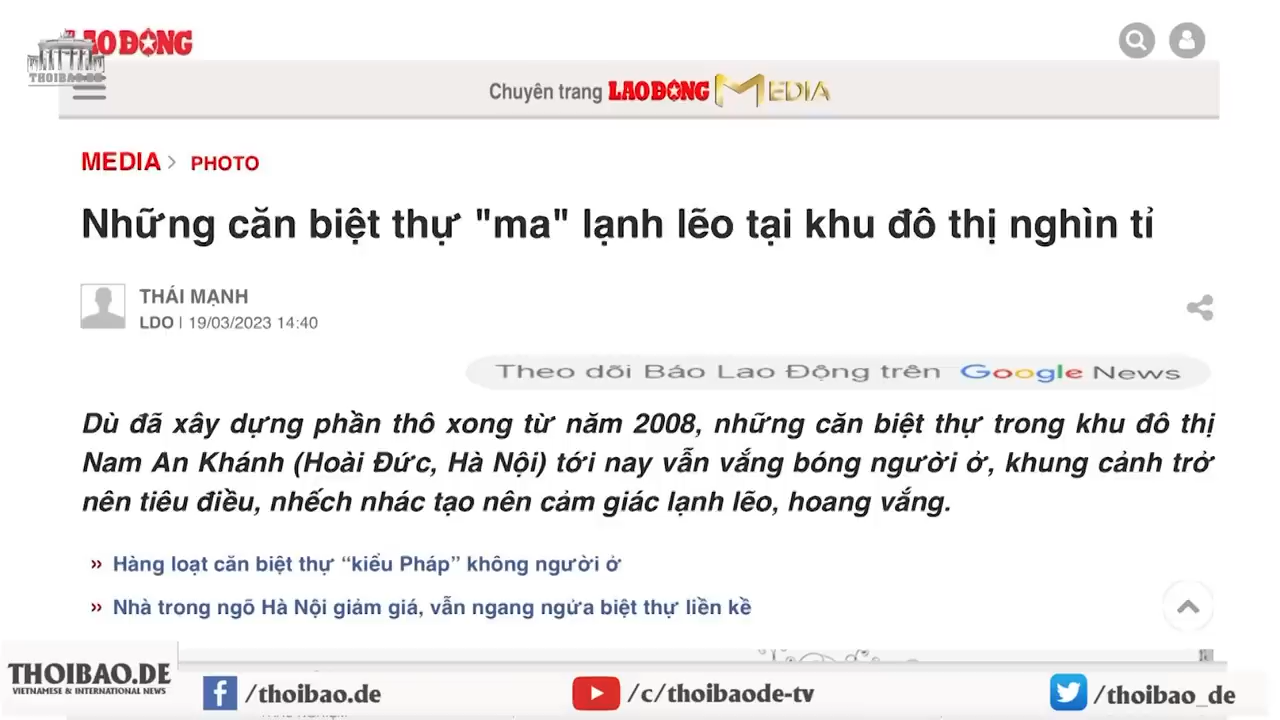 LAO ĐỘNG
THOIBAO.DE
Chuyên trang LAO ĐỘNG MEDIA
MEDIA › PHOTO
Những căn biệt thự "ma" lạnh lẽo tại khu đô thị nghìn tỉ
THÁI MẠNH
LDO | 19/03/2023 14:40
Theo dõi Báo Lao Động trên Google News
Dù đã xây dựng phần thô xong từ năm 2008, những căn biệt thự trong khu đô thị
Nam An Khánh (Hoài Đức, Hà Nội) tới nay vẫn vắng bóng người ở, khung cảnh trở
nên tiêu điều, nhếch nhác tạo nên cảm giác lạnh lẽo, hoang vắng.
» Hàng loạt căn biệt thự “kiểu Pháp” không người ở
» Nhà trong ngõ Hà Nội giảm giá, vẫn ngang ngửa biệt thự liền kề
THOIBAO.DE
VIETNAMESE & INTERNATIONAL NEWS
/thoibao.de
/c/thoibaode-tv
/thoibao_de